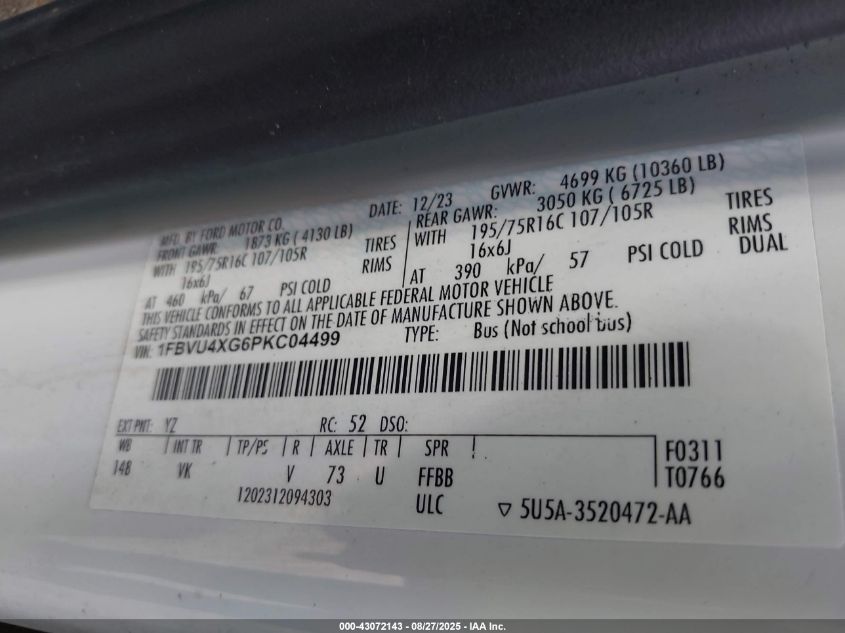 MFD. BY FORD MOTOR CO.
DATE: 12/23 GVWR: 4699 KG (10360 LB)
FRONT GAWR: 1873 KG ( 4130 LB)
REAR GAWR: 3050 KG ( 6725 LB)
WITH 195/75R16C 107/105R TIRES
WITH 195/75R16C 107/105R TIRES
16x6J RIMS
16x6J RIMS
AT 460 kPa/ 67 PSI COLD
AT 390 kPa/ 57 PSI COLD DUAL
THIS VEHICLE CONFORMS TO ALL APPLICABLE FEDERAL MOTOR VEHICLE
SAFETY STANDARDS IN EFFECT ON THE DATE OF MANUFACTURE SHOWN ABOVE.
VIN: 1FBVU4XG6PKC04499 TYPE: Bus (Not school bus)
EXT PNT: YZ RC: 52 DSO:
WB INT TR TP/PS R AXLE TR SPR F0311
148 VK V 73 U FFBB T0766
1202312094303 ULC ▽ 5U5A-3520472-AA
000-43072143 - 08/27/2025 - IAA Inc.